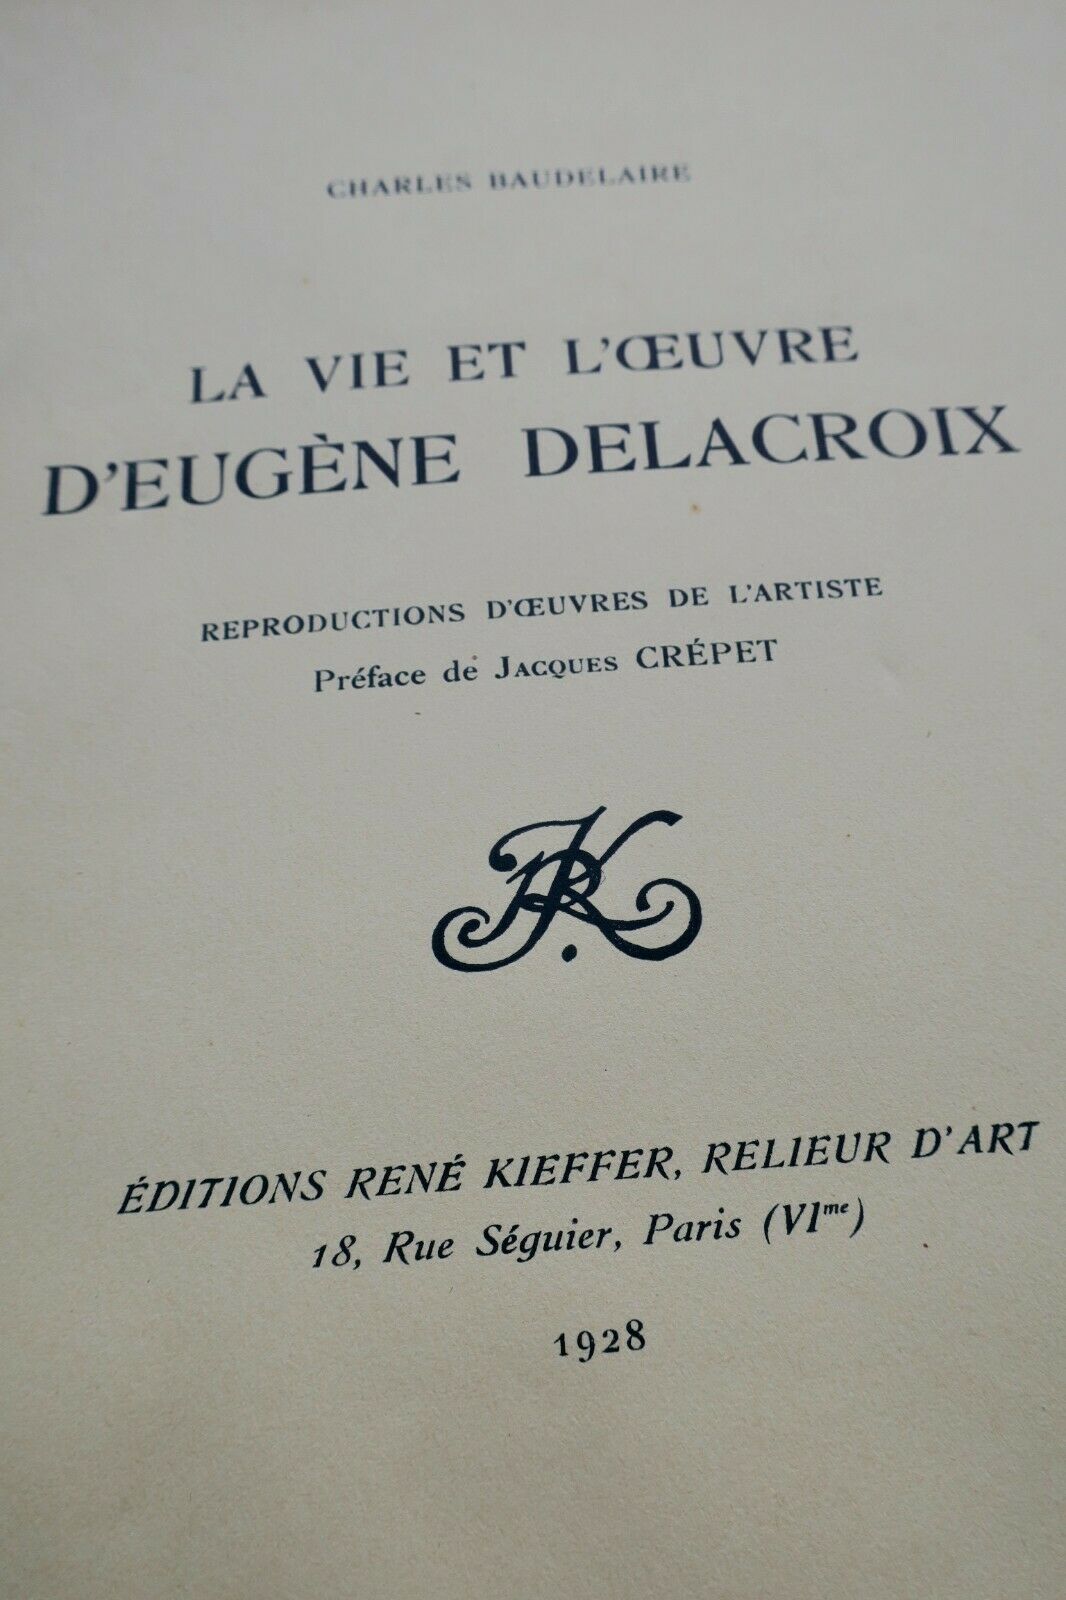 CHARLES BAUDELAIRE
LA VIE ET L'ŒUVRE
D'EUGÈNE DELACROIX
REPRODUCTIONS D'ŒUVRES DE L'ARTISTE
Préface de JACQUES CRÉPET
RK
ÉDITIONS RENÉ KIEFFER, RELIEUR D'ART
18, Rue Séguier, Paris (VIme)
1928